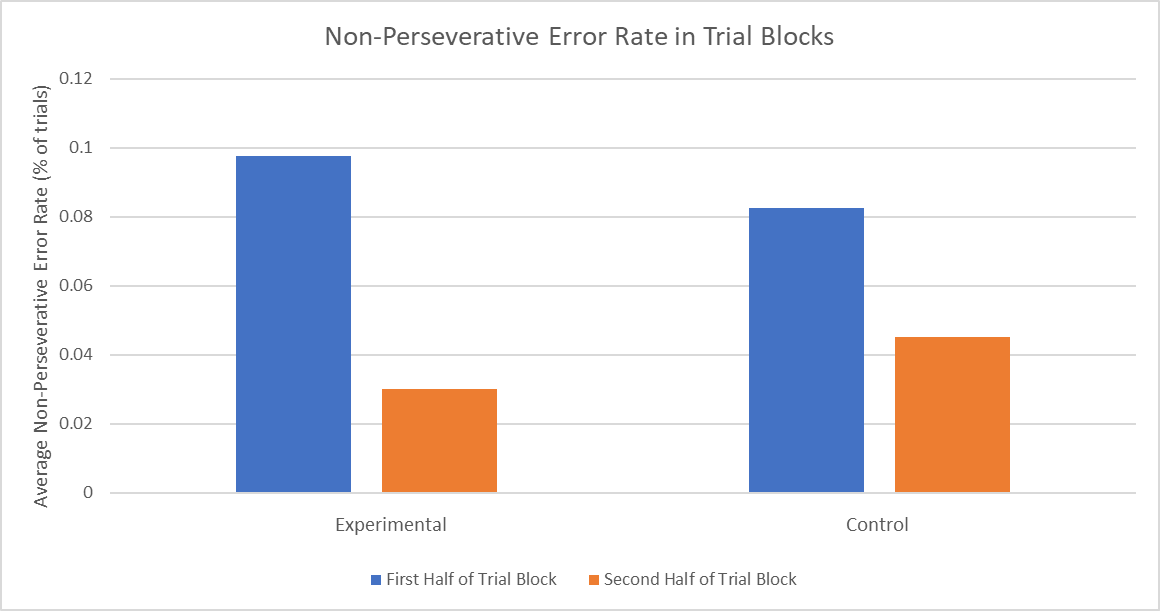 Non-Perseverative Error Rate in Trial Blocks
Average Non-Perseverative Error Rate (% of trials)
0.12
0.1
0.08
0.06
0.04
0.02
0
Experimental
Control
First Half of Trial Block
Second Half of Trial Block